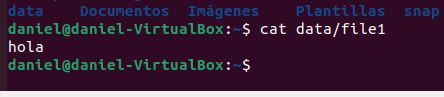 data Documentos Imágenes Plantillas snap
daniel@daniel-VirtualBox:~$ cat data/file1
hola
daniel@daniel-VirtualBox:~$